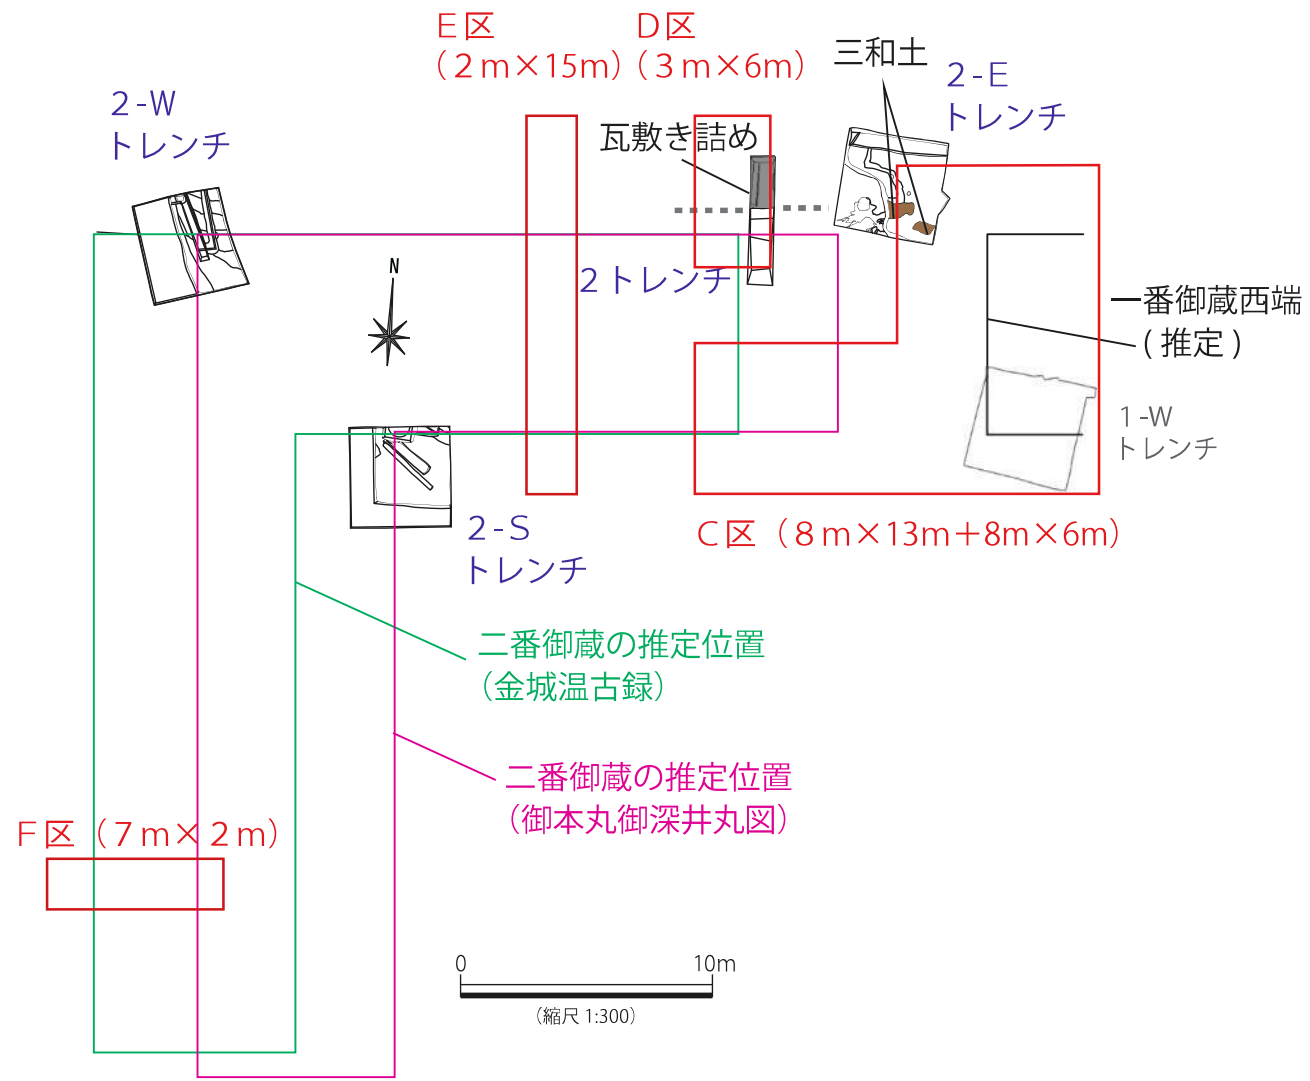 E区
（２ｍ×15m）
D区
（３ｍ×6m）
三和土
２-E
トレンチ
２-W
トレンチ
瓦敷き詰め
２トレンチ
N
一番御蔵西端
（推定）
1-W
トレンチ
C区（８ｍ×13m＋8m×6m）
２-S
トレンチ
二番御蔵の推定位置
（金城温古録）
二番御蔵の推定位置
（御本丸御深井丸図）
F区（７ｍ×２ｍ）
0 10m
（縮尺 1:300）